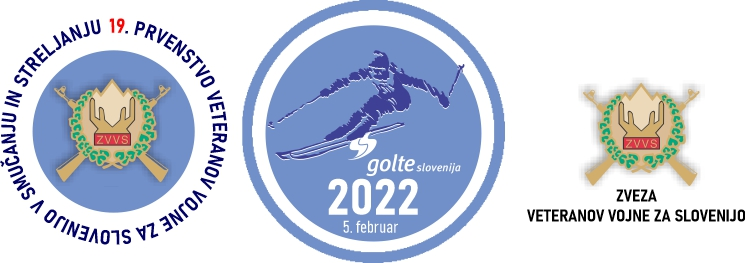 19. PRVENSTVO VETERANOV VOJNE ZA SLOVENIJO V SMUČANJU IN STRELJANJU
ZVVS
golte slovenija
2022
5. februar
ZVVS
ZVEZA
VETERANOV VOJNE ZA SLOVENIJO